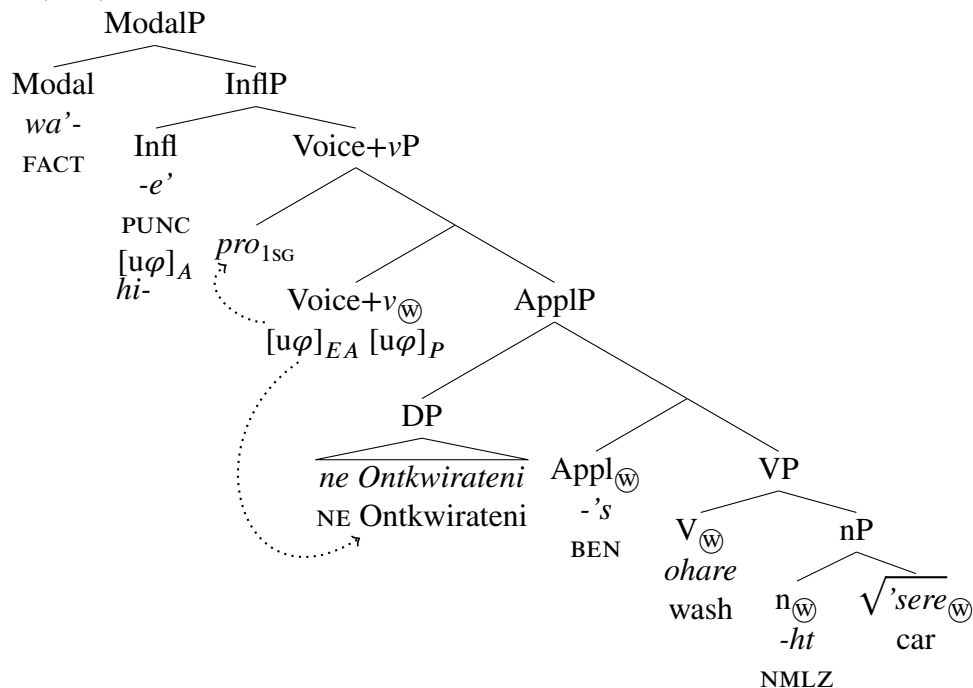 ModalP
Modal InflP
wa'- Infl Voice+vP
FACT -e'
PUNC
[uφ]A pro1SG
hi-
Voice+vⓦ ApplP
[uφ]EA [uφ]P
DP
ne Ontkwirateni Applⓦ VP
NE Ontkwirateni -'s
BEN Vⓦ nP
ohare
wash nⓦ √'sereⓦ
-ht car
NMLZ